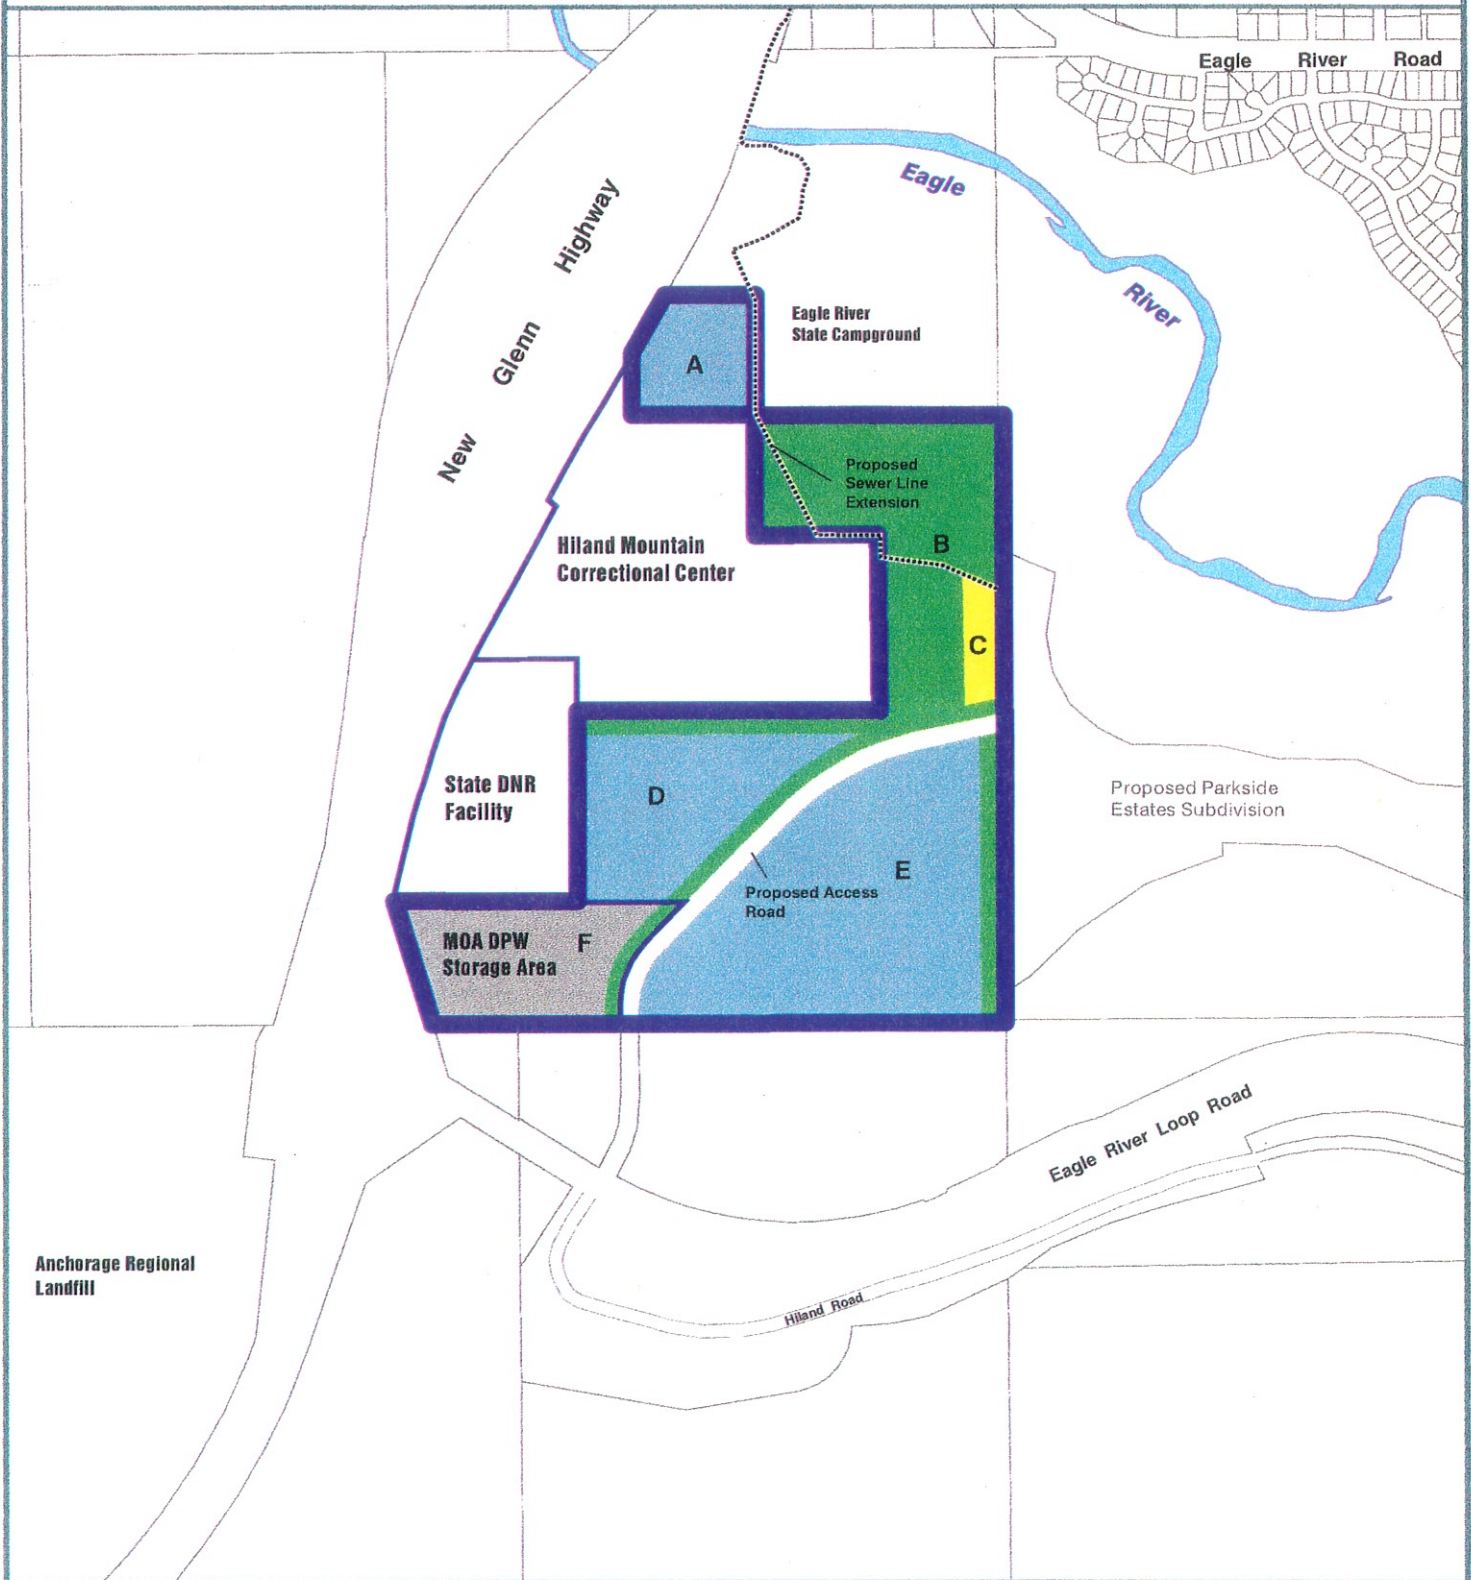 Eagle River Road
Eagle
River
New Glenn Highway
Eagle River
State Campground
A
Proposed
Sewer Line
Extension
B
Hiland Mountain
Correctional Center
C
State DNR
Facility
D
Proposed Parkside
Estates Subdivision
E
Proposed Access
Road
MOA DPW
Storage Area
F
Eagle River Loop Road
Anchorage Regional
Landfill
Hiland Road